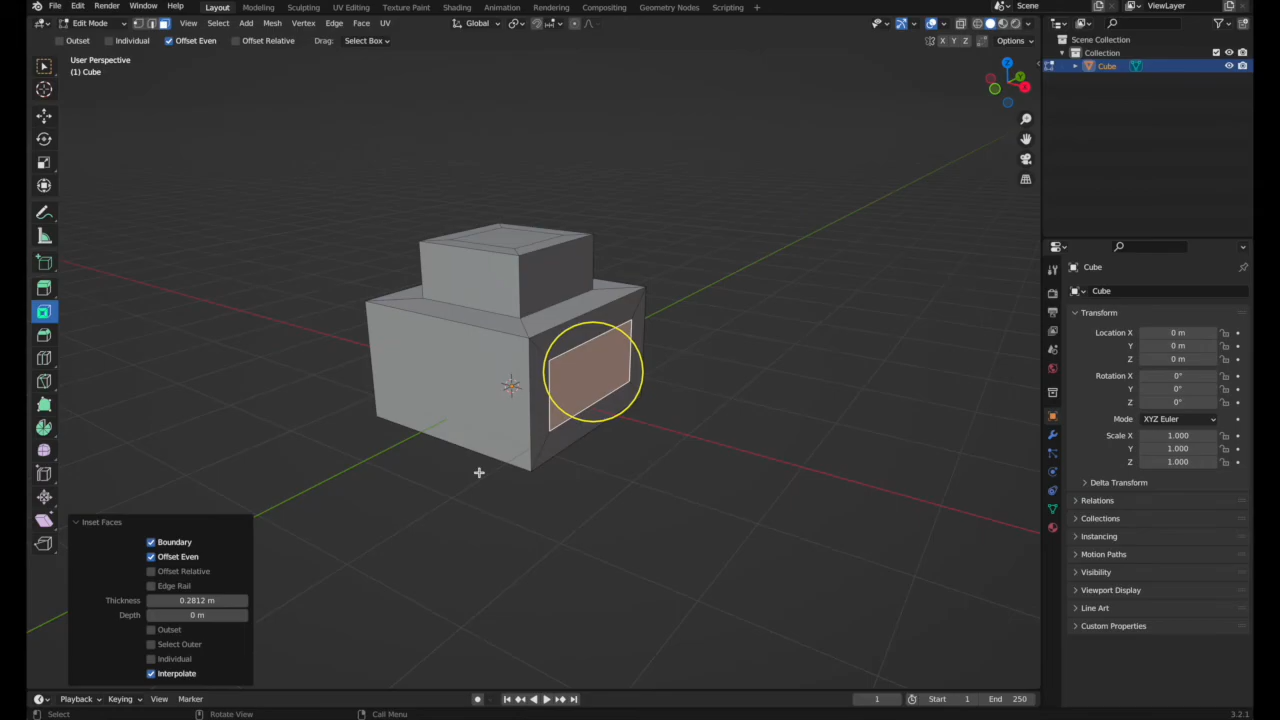 File Edit Render Window Help Layout Modeling Sculpting UV Editing Texture Paint Shading Animation Rendering Compositing Geometry Nodes Scripting Scene ViewLayer
Edit Mode View Select Add Mesh Vertex Edge Face UV Global
Outset Individual Offset Even Offset Relative Drag: Select Box X Y Z Options
User Perspective
(1) Cube
Z
Y
X
Scene Collection
Collection
Cube
Cube
Cube
Transform
Location X 0 m
Y 0 m
Z 0 m
Rotation X 0°
Y 0°
Z 0°
Mode XYZ Euler
Scale X 1.000
Y 1.000
Z 1.000
Delta Transform
Relations
Collections
Instancing
Motion Paths
Visibility
Viewport Display
Line Art
Custom Properties
Inset Faces
Boundary
Offset Even
Offset Relative
Edge Rail
Thickness 0.2812 m
Depth 0 m
Outset
Select Outer
Individual
Interpolate
Playback Keying View Marker 1 Start 1 End 250
Select Rotate View Call Menu 3.2.1